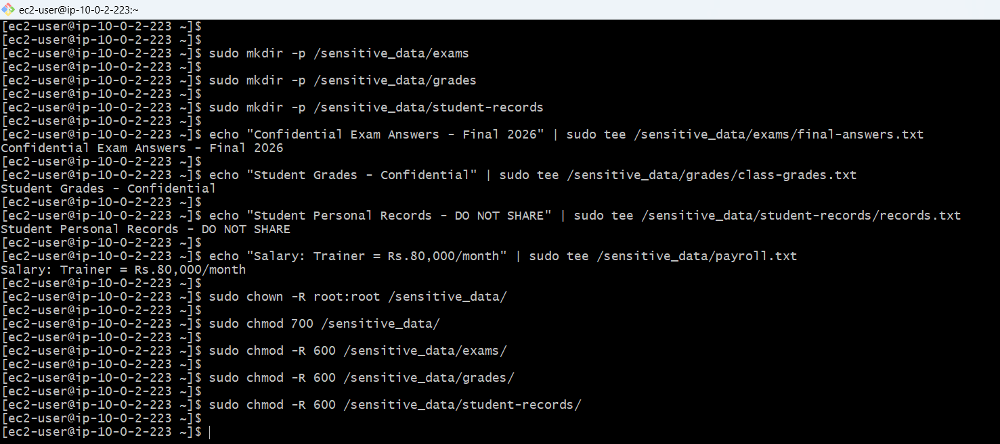 ec2-user@ip-10-0-2-223:~
[ec2-user@ip-10-0-2-223 ~]$
[ec2-user@ip-10-0-2-223 ~]$
[ec2-user@ip-10-0-2-223 ~]$ sudo mkdir -p /sensitive_data/exams
[ec2-user@ip-10-0-2-223 ~]$
[ec2-user@ip-10-0-2-223 ~]$ sudo mkdir -p /sensitive_data/grades
[ec2-user@ip-10-0-2-223 ~]$
[ec2-user@ip-10-0-2-223 ~]$ sudo mkdir -p /sensitive_data/student-records
[ec2-user@ip-10-0-2-223 ~]$
[ec2-user@ip-10-0-2-223 ~]$ echo "Confidential Exam Answers - Final 2026" | sudo tee /sensitive_data/exams/final-answers.txt
Confidential Exam Answers - Final 2026
[ec2-user@ip-10-0-2-223 ~]$
[ec2-user@ip-10-0-2-223 ~]$ echo "Student Grades - Confidential" | sudo tee /sensitive_data/grades/class-grades.txt
Student Grades - Confidential
[ec2-user@ip-10-0-2-223 ~]$
[ec2-user@ip-10-0-2-223 ~]$ echo "Student Personal Records - DO NOT SHARE" | sudo tee /sensitive_data/student-records/records.txt
Student Personal Records - DO NOT SHARE
[ec2-user@ip-10-0-2-223 ~]$
[ec2-user@ip-10-0-2-223 ~]$ echo "Salary: Trainer = Rs.80,000/month" | sudo tee /sensitive_data/payroll.txt
Salary: Trainer = Rs.80,000/month
[ec2-user@ip-10-0-2-223 ~]$
[ec2-user@ip-10-0-2-223 ~]$ sudo chown -R root:root /sensitive_data/
[ec2-user@ip-10-0-2-223 ~]$
[ec2-user@ip-10-0-2-223 ~]$ sudo chmod 700 /sensitive_data/
[ec2-user@ip-10-0-2-223 ~]$
[ec2-user@ip-10-0-2-223 ~]$ sudo chmod -R 600 /sensitive_data/exams/
[ec2-user@ip-10-0-2-223 ~]$
[ec2-user@ip-10-0-2-223 ~]$ sudo chmod -R 600 /sensitive_data/grades/
[ec2-user@ip-10-0-2-223 ~]$
[ec2-user@ip-10-0-2-223 ~]$ sudo chmod -R 600 /sensitive_data/student-records/
[ec2-user@ip-10-0-2-223 ~]$
[ec2-user@ip-10-0-2-223 ~]$